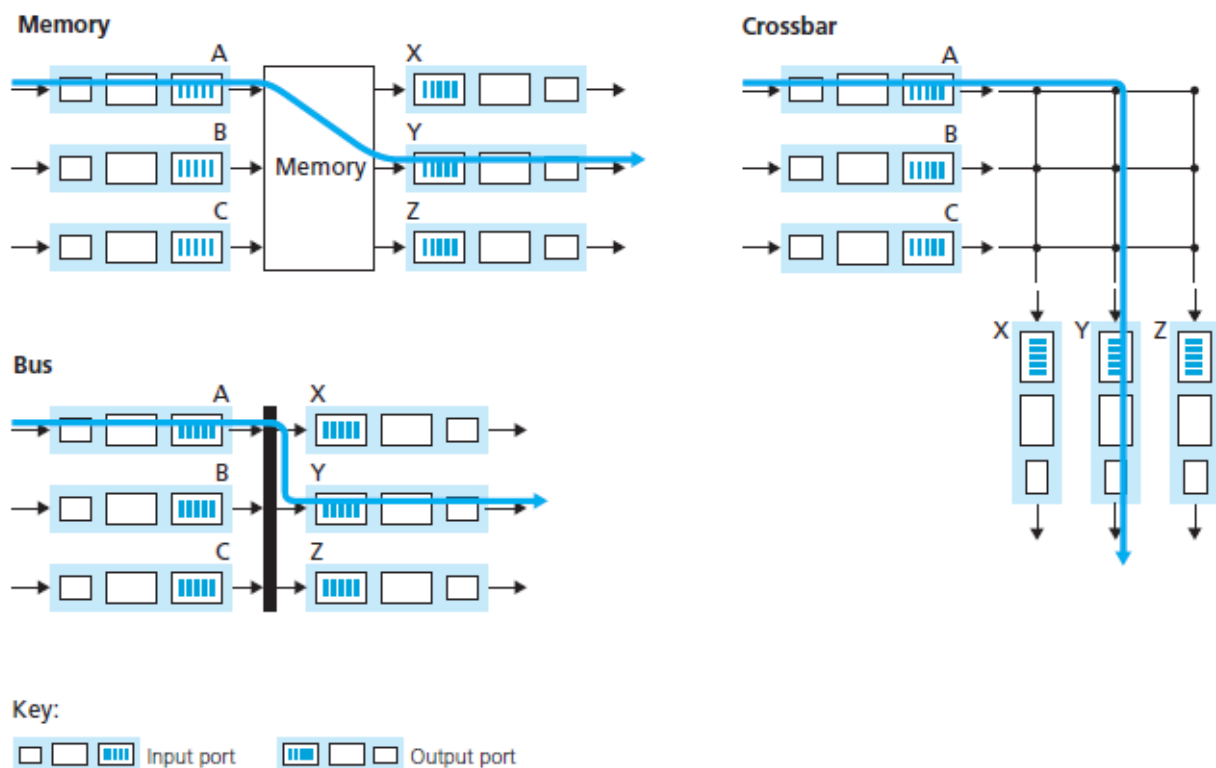 Memory
A
X
B
Memory
Y
C
Z
Crossbar
A
B
C
X
Y
Z
Bus
A
X
B
Y
C
Z
Key:
Input port
Output port